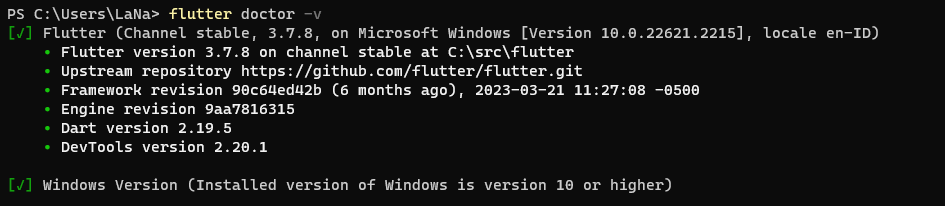 PS C:\Users\LaNa> flutter doctor -v
[√] Flutter (Channel stable, 3.7.8, on Microsoft Windows [Version 10.0.22621.2215], locale en-ID)
• Flutter version 3.7.8 on channel stable at C:\src\flutter
• Upstream repository https://github.com/flutter/flutter.git
• Framework revision 90c64ed42b (6 months ago), 2023-03-21 11:27:08 -0500
• Engine revision 9aa7816315
• Dart version 2.19.5
• DevTools version 2.20.1
[√] Windows Version (Installed version of Windows is version 10 or higher)